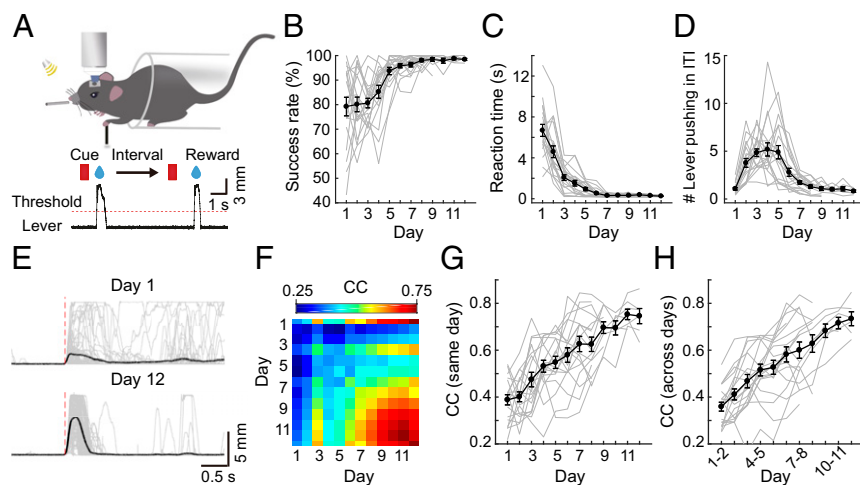 A
Cue Interval Reward
1 s
3 mm
Threshold
Lever
B
Success rate (%)
100
90
80
70
60
50
40
1 3 5 7 9 11
Day
C
Reaction time (s)
12
8
4
0
1 3 5 7 9 11
Day
D
# Lever pushing in ITI
15
10
5
0
1 3 5 7 9 11
Day
E
Day 1
Day 12
5 mm
0.5 s
F
CC
0.25 0.75
Day
1
3
5
7
9
11
1 3 5 7 9 11
Day
G
CC (same day)
0.8
0.6
0.4
0.2
1 3 5 7 9 11
Day
H
CC (across days)
0.8
0.6
0.4
0.2
1-2 4-5 7-8 10-11
Day